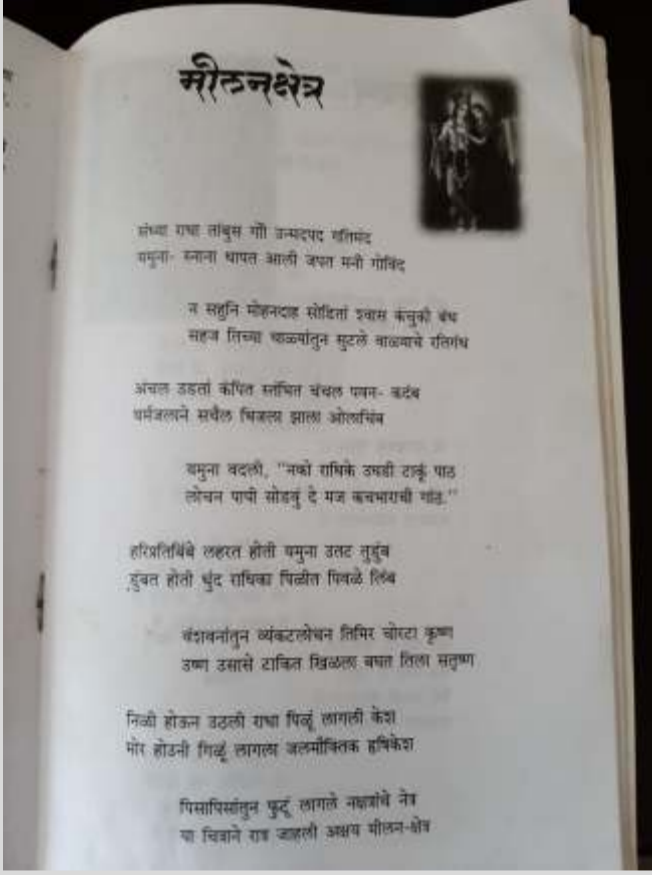 मीलनक्षेत्र
संध्या राधा तांबुस गोरी उन्मदपद गतिमंद
यमुना- स्नाना चापत आली जपत मनी गोविंद
न सहुनि मोहनदाह सोडितां श्वास कंचुकी बंध
सहज तिच्या चाळ्यांतुन सुटले वाळ्याचे रतिगंध
अंचल उडतां कंपित स्तंभित चंचल पवन- कदंब
घर्मजलाने सचैल भिजला झाला ओलाचिंब
यमुना वदली, "नको राधिके उघडी टाकूं पाठ
लोचन पापी सोडवुं दे मज कचभाराची गांठ."
हरिप्रतिबिंबे लहरत होती यमुना उलट तुडुंब
डुंबत होती धुंद राधिका पिळीत पिवळे लिंब
वंशवनांतुन व्यंकटलोचन तिमिर चोरटा कृष्ण
उष्ण उसासे टाकित खिळला बघत तिला सतृष्ण
निळी होऊन उठली राधा पिळूं लागली केश
मोर होउनी गिळूं लागला जलमौक्तिक हृषिकेश
पिसापिसांतुन फुटूं लागले नक्षत्रांचे नेत्र
या चित्राने रात्र जाहली अक्षय मीलन-क्षेत्र